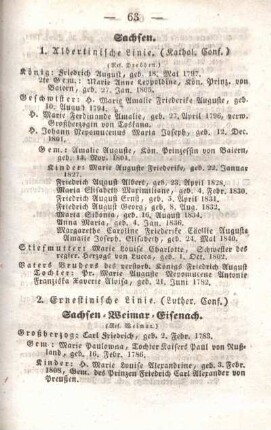 — 65 —
Sachsen.
1. Albertinische Linie. (Kathol. Conf.)
(Res. Dresden.)
König: Friedrich August, geb. 18. Mai 1797.
2te Gem.: Marie Anne Leopoldine, Kön. Prinz. von
Baiern, geb. 27. Jan. 1805.
Geschwister: H. Marie Amalie Friederike Auguste, geb.
10. Aug. 1794.
H. Marie Ferdinande Amalie, geb. 27. April 1796, verw.
Großherzogin von Toskana.
H. Johann Nepomucenus Maria Joseph, geb. 12. Dec.
1801.
Gem.: Amalie Auguste, Kön. Prinzessin von Baiern,
geb. 13. Nov. 1801.
Kinder: Marie Auguste Friederike, geb. 22. Januar
1827.
Friedrich August Albert, geb. 23. April 1828.
Maria Elisabeth Maximiliane, geb. 4. Febr. 1830.
Friedrich August Ernst, geb. 5. April 1831.
Friedrich August Georg, geb. 8. Aug. 1832.
Maria Sidonia, geb. 16. August 1834.
Anna Maria, geb. 4. Jan. 1836.
Margarethe Caroline Friederike Cäcilie Auguste
Amalie Joseph. Elisabeth, geb. 24. Mai 1840.
Stiefmutter: Marie Louise Charlotte, Schwester des
regier. Herzog von Lucca, geb. 1. Oct. 1802.
Vaters Bruders des verstorb. Königs Friedrich August
Tochter: Pr. Marie Auguste Nepomucene Antonie
Franziska Xaverie Aloisa, geb. 21. Juni 1782.
2. Ernestinische Linie. (Luther. Conf.)
Sachsen-Weimar-Eisenach.
(Res. Weimar.)
Großherzog: Carl Friedrich, geb. 2. Febr. 1783.
Gem.: Marie Paulowna, Tochter Kaisers Paul von Ruß-
land, geb. 16. Febr. 1786.
Kinder: H. Marie Louise Alexandrine, geb. 3. Febr.
1808, Gem. des Prinzen Friedrich Carl Alexander von
Preußen.